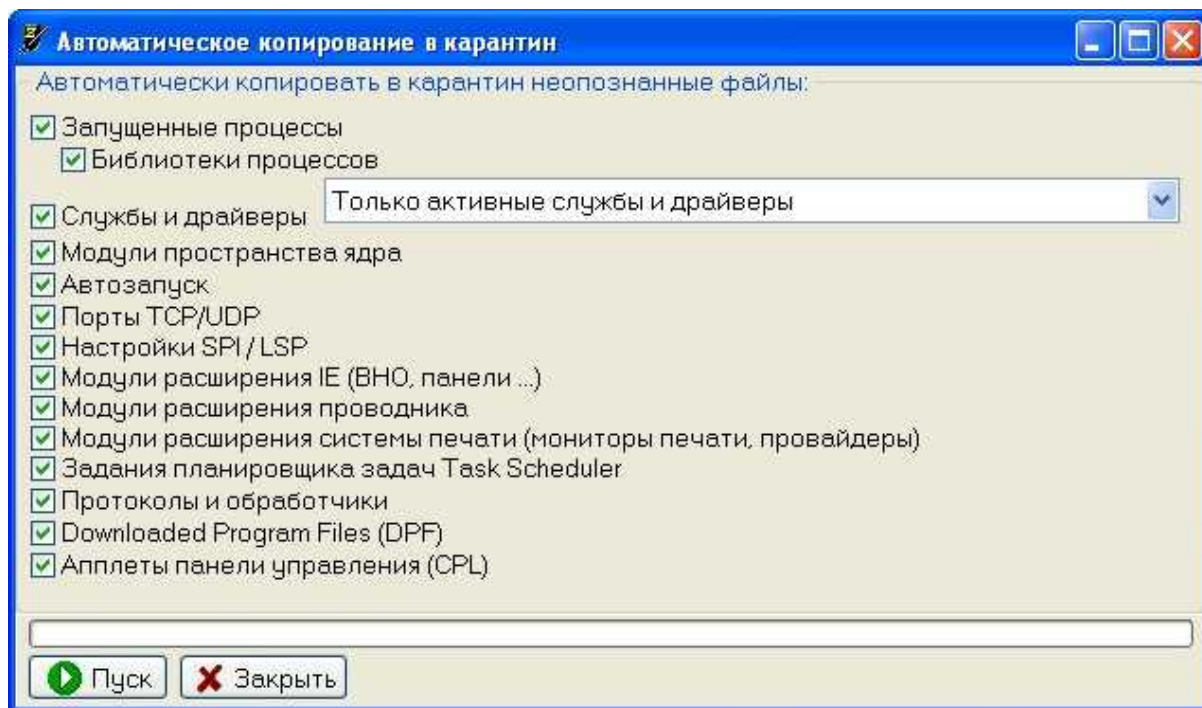 Автоматическое копирование в карантин
Автоматически копировать в карантин неопознанные файлы:
Запущенные процессы
Библиотеки процессов
Службы и драйверы Только активные службы и драйверы
Модули пространства ядра
Автозапуск
Порты TCP/UDP
Настройки SPI / LSP
Модули расширения IE (BHO, панели ...)
Модули расширения проводника
Модули расширения системы печати (мониторы печати, провайдеры)
Задания планировщика задач Task Scheduler
Протоколы и обработчики
Downloaded Program Files (DPF)
Апплеты панели управления (CPL)
Пуск Закрыть